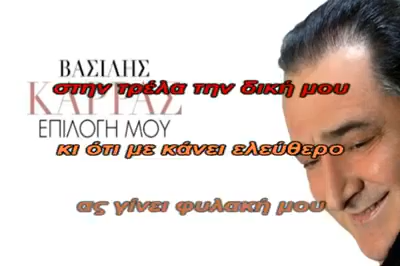 ΒΑΣΙΛΗΣ
στην τρέλα την δική μου
ΚΑΡΡΑΣ
ΕΠΙΛΟΓΗ ΜΟΥ
κι ότι με κάνει ελεύθερο
ας γίνει φυλακή μου